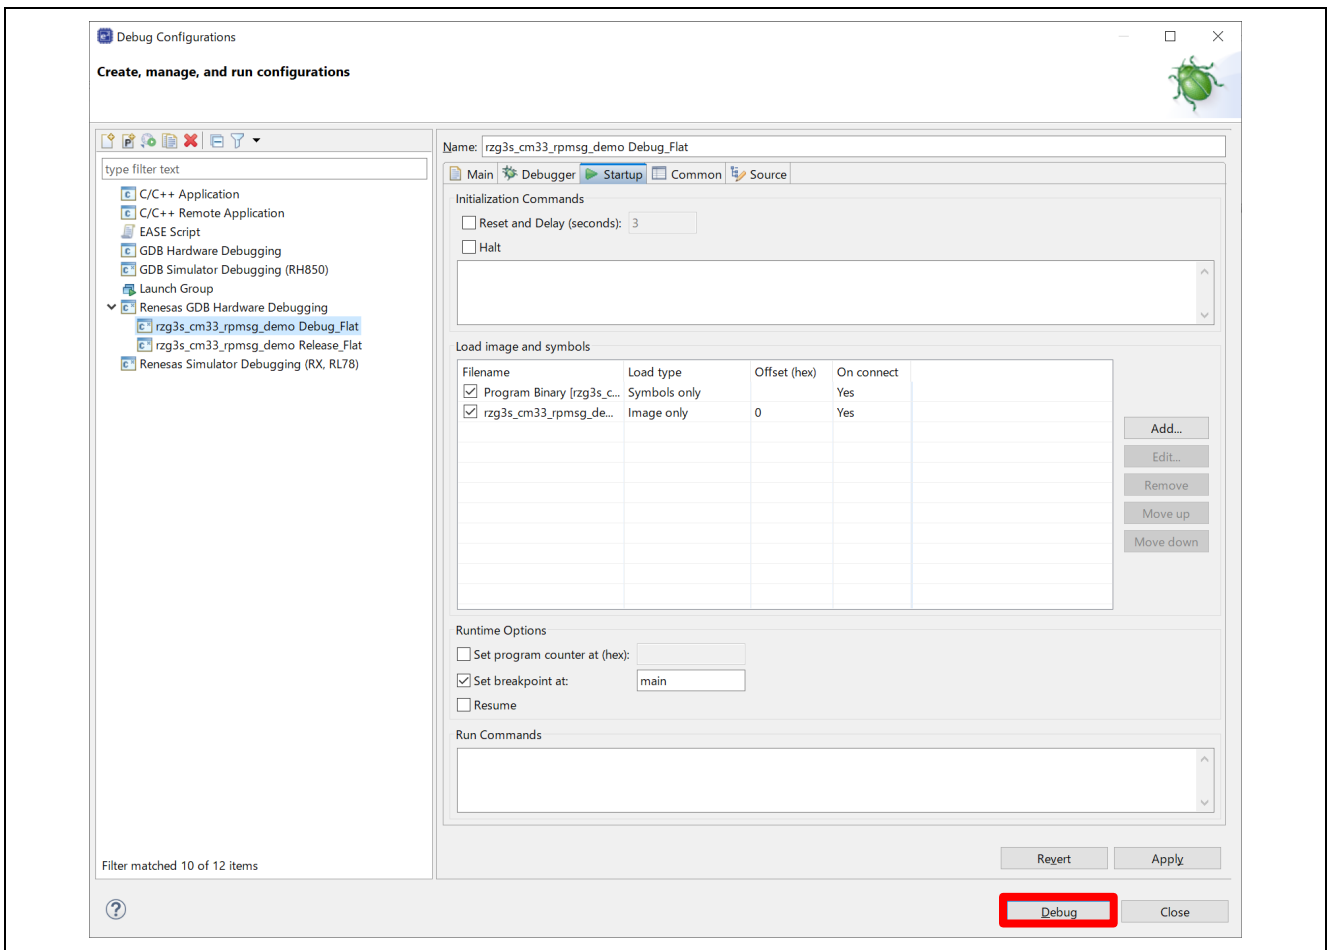 Debug Configurations
Create, manage, and run configurations
type filter text
C/C++ Application
C/C++ Remote Application
EASE Script
GDB Hardware Debugging
GDB Simulator Debugging (RH850)
Launch Group
Renesas GDB Hardware Debugging
rzg3s_cm33_rpmsg_demo Debug_Flat
rzg3s_cm33_rpmsg_demo Release_Flat
Renesas Simulator Debugging (RX, RL78)
Filter matched 10 of 12 items
Name: rzg3s_cm33_rpmsg_demo Debug_Flat
Main Debugger Startup Common Source
Initialization Commands
Reset and Delay (seconds): 3
Halt
Load image and symbols
Filename Load type Offset (hex) On connect
Program Binary [rzg3s_c... Symbols only Yes
rzg3s_cm33_rpmsg_de... Image only 0 Yes
Add...
Edit...
Remove
Move up
Move down
Runtime Options
Set program counter at (hex):
Set breakpoint at: main
Resume
Run Commands
Revert Apply
Debug Close